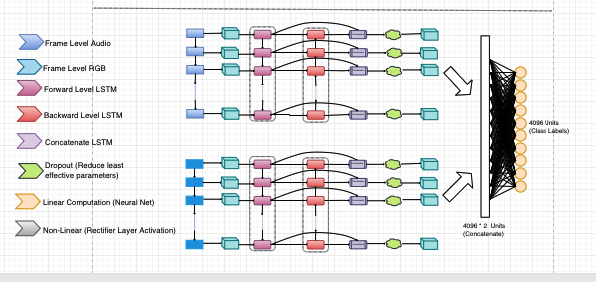 Frame Level Audio
Frame Level RGB
Forward Level LSTM
Backward Level LSTM
Concatenate LSTM
Dropout (Reduce least
effective parameters)
Linear Computation (Neural Net)
Non-Linear (Rectifier Layer Activation)
4096 Units
(Class Labels)
4096 * 2 Units
(Concatenate)